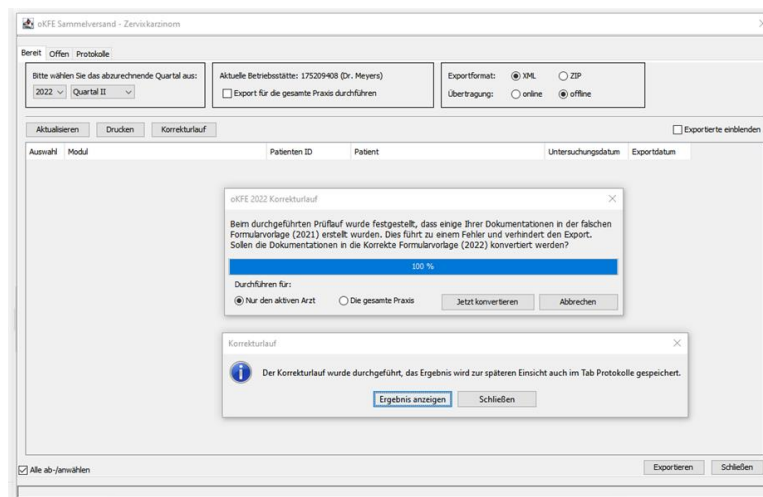 oKFE Sammelversand - Zervixkarzinom
Bereit Offen Protokolle
Bitte wählen Sie das abzurechnende Quartal aus:
2022 Quartal II
Aktuelle Betriebsstätte: 175209408 (Dr. Meyers)
Export für die gesamte Praxis durchführen
Exportformat: XML ZIP
Übertragung: online offline
Aktualisieren Drucken Korrekturlauf
Exportierte einblenden
Auswahl Modul Patienten ID Patient Untersuchungsdatum Exportdatum
oKFE 2022 Korrekturlauf
Beim durchgeführten Prüflauf wurde festgestellt, dass einige Ihrer Dokumentationen in der falschen
Formularvorlage (2021) erstellt wurden. Dies führt zu einem Fehler und verhindert den Export.
Sollen die Dokumentationen in die Korrekte Formularvorlage (2022) konvertiert werden?
100 %
Durchführen für:
Nur den aktiven Arzt Die gesamte Praxis Jetzt konvertieren Abbrechen
Korrekturlauf
Der Korrekturlauf wurde durchgeführt, das Ergebnis wird zur späteren Einsicht auch im Tab Protokolle gespeichert.
Ergebnis anzeigen Schließen
Alle ab-/anwählen
Exportieren Schließen